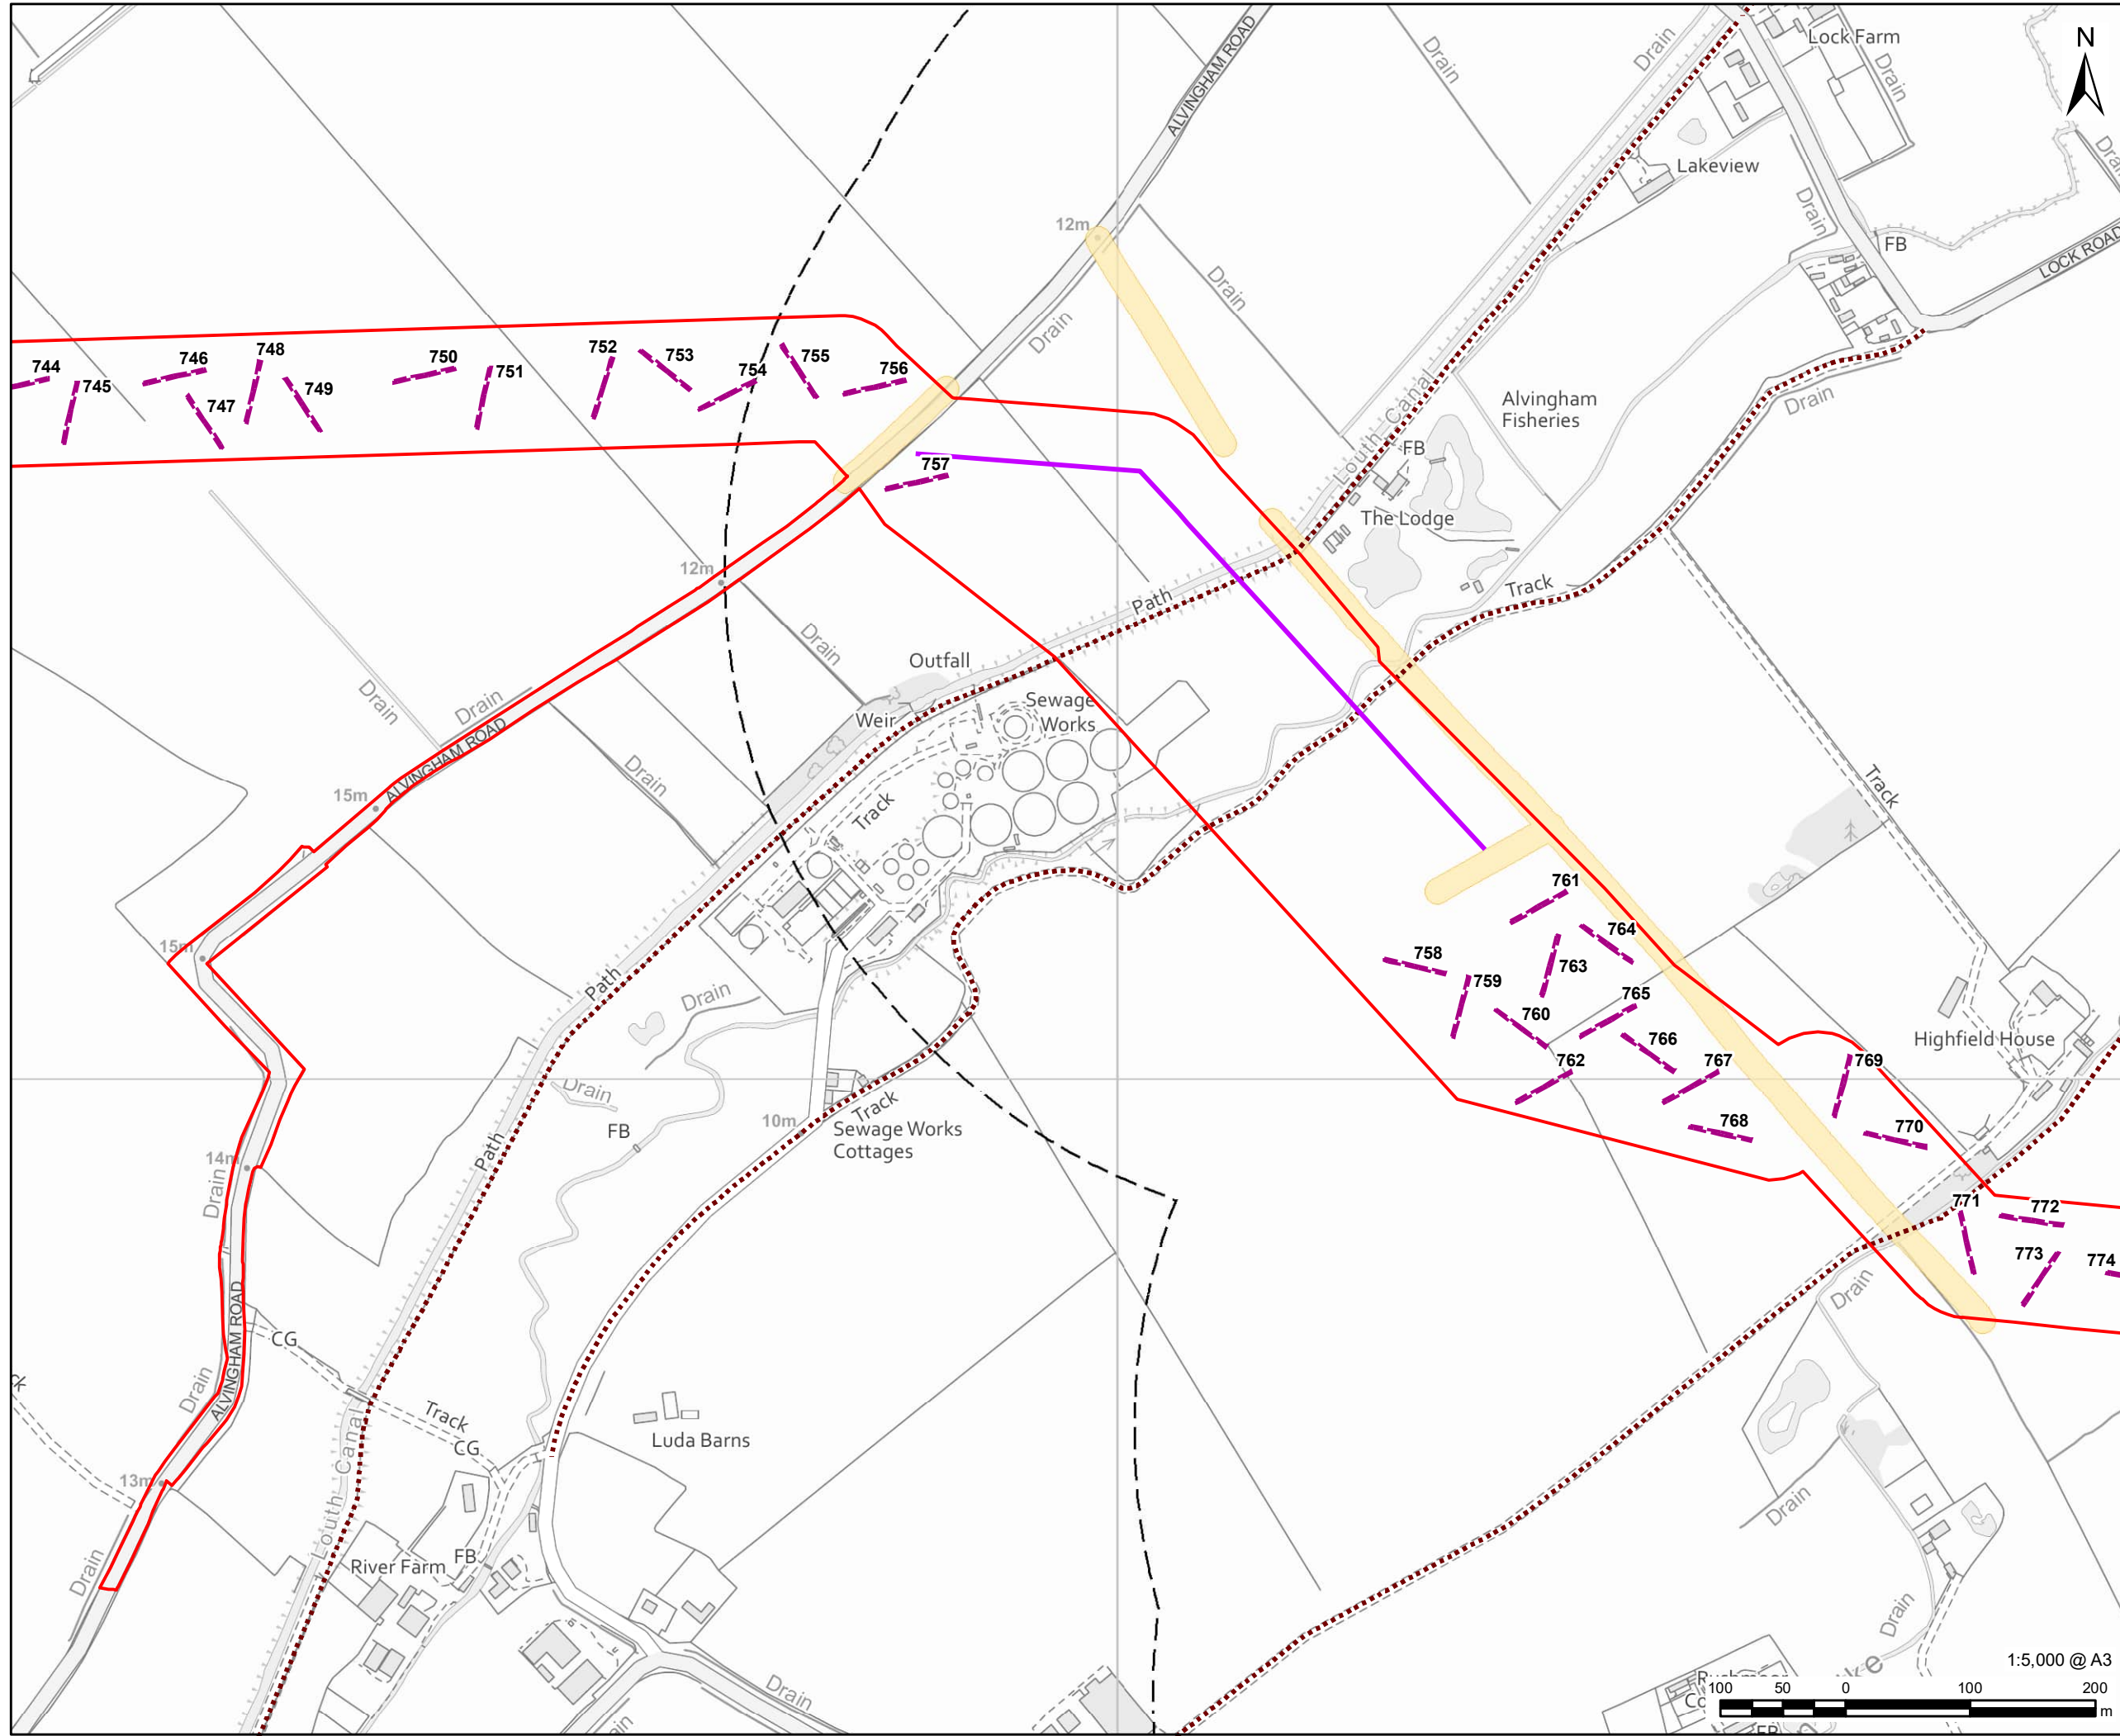 N
Lock Farm
Drain
Drain
Drain
ALVINGHAM ROAD
Lakeview
Drain
12m
FB
LOCK ROAD
Drain
Drain
744
745
746
747
748
749
750
751
752
753
754
755
756
757
Alvingham
Fisheries
Drain
Louth Canal
FB
The Lodge
Track
12m
Path
Drain
Outfall
Weir
Sewage
Works
Drain
Drain
ALVINGHAM ROAD
15m
Drain
Track
Track
15m
Path
Drain
761
764
758
763
759
765
760
766
762
767
769
768
770
Highfield House
Drain
FB
10m
Track
Sewage Works
Cottages
Path
14m
Drain
771
772
773
774
Drain
CG
ALVINGHAM ROAD
Drain
Track
CG
Luda Barns
Louth Canal
13m
Drain
River Farm
FB
Louth
Drain
Drain
Drain
1:5,000 @ A3
100 50 0 100 200
m
FB